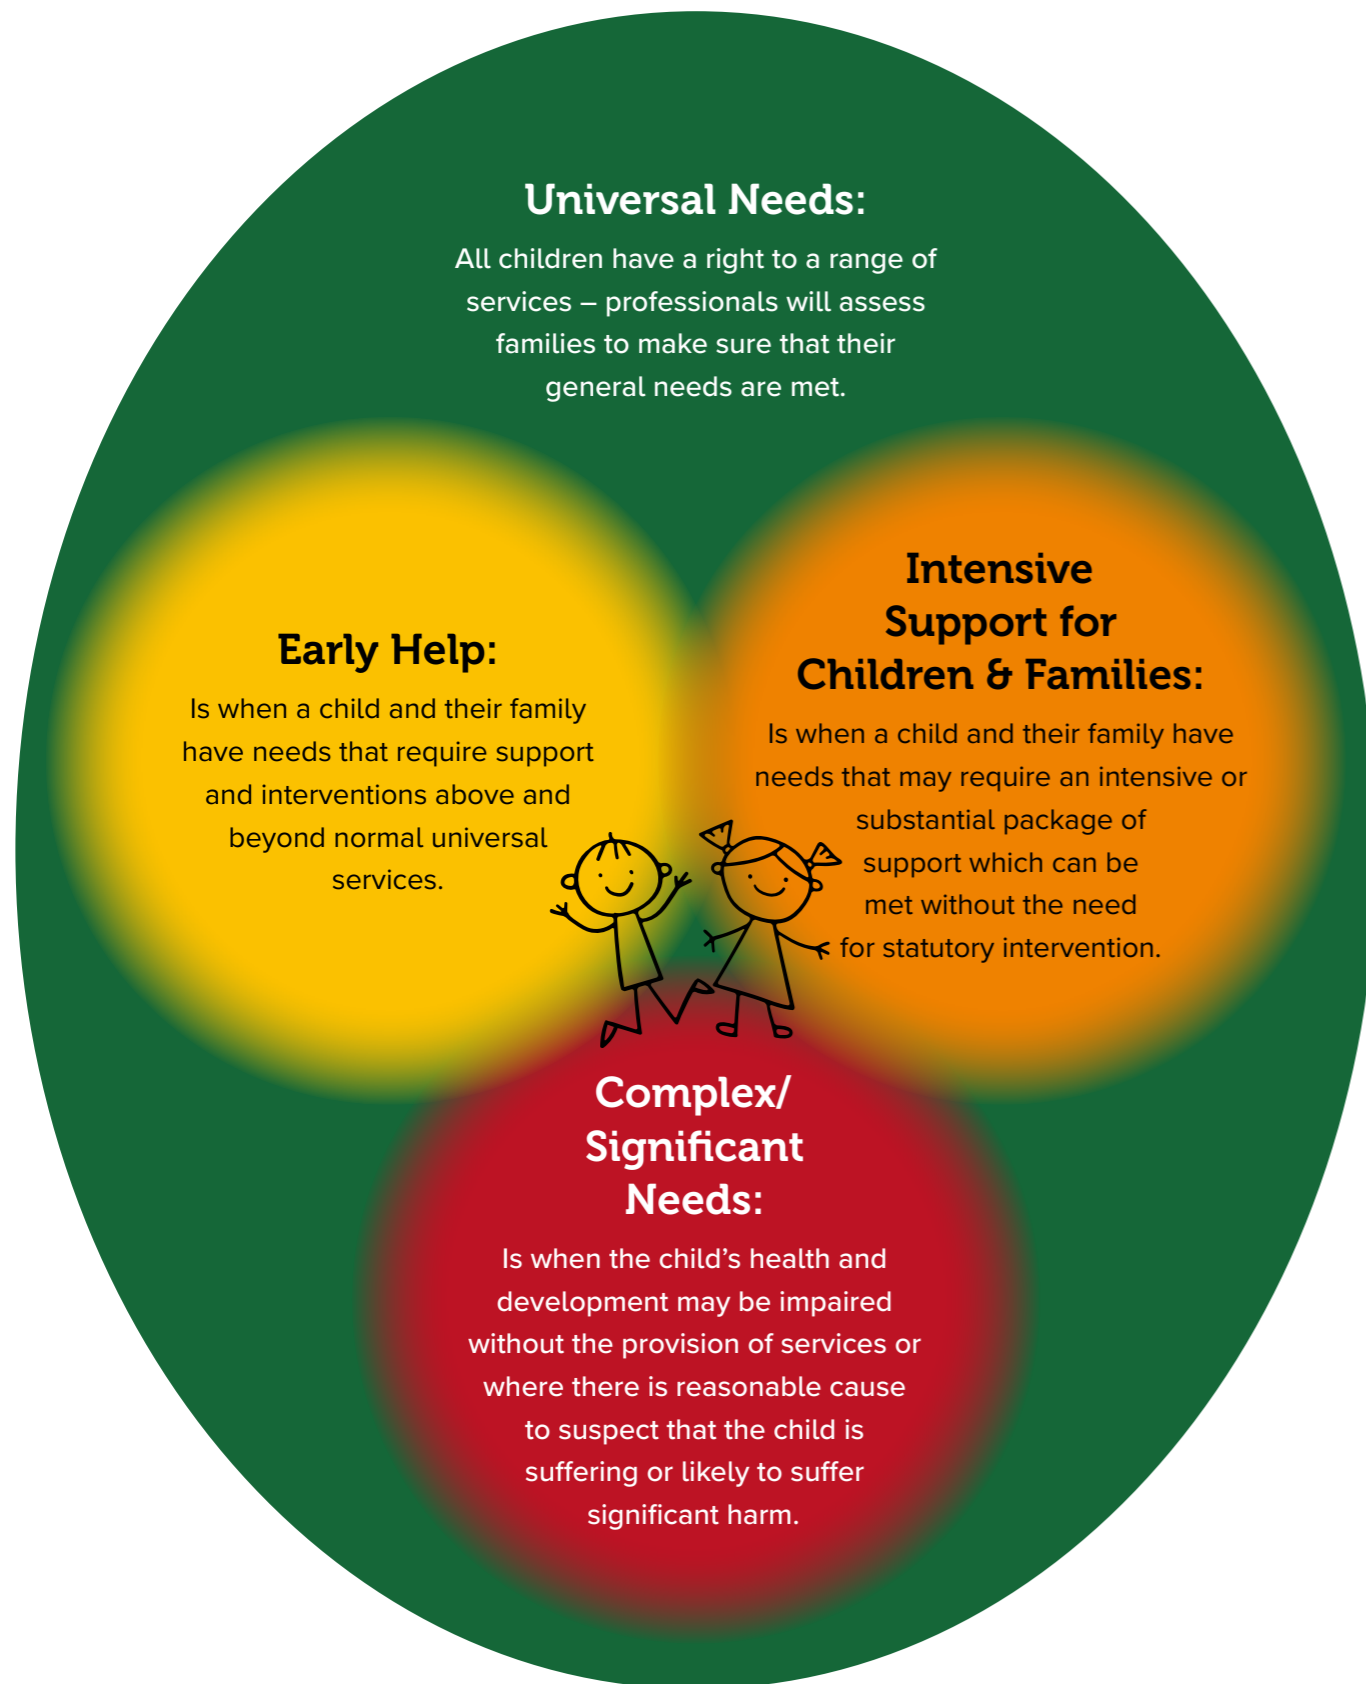 Universal Needs:
All children have a right to a range of
services – professionals will assess
families to make sure that their
general needs are met.
Early Help:
Is when a child and their family
have needs that require support
and interventions above and
beyond normal universal
services.
Intensive
Support for
Children & Families:
Is when a child and their family have
needs that may require an intensive or
substantial package of
support which can be
met without the need
for statutory intervention.
Complex/
Significant
Needs:
Is when the child’s health and
development may be impaired
without the provision of services or
where there is reasonable cause
to suspect that the child is
suffering or likely to suffer
significant harm.